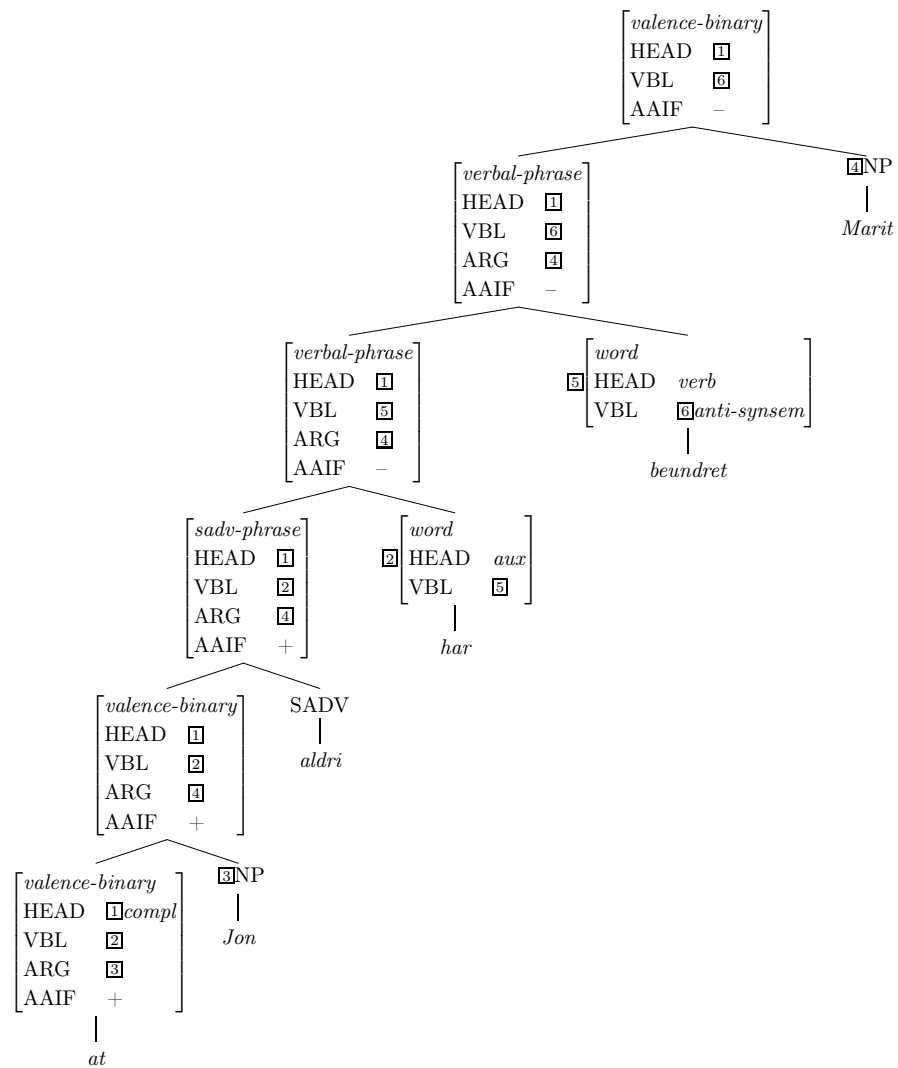 valence-binary
HEAD 1
VBL 6
AAIF –
verbal-phrase
HEAD 1
VBL 6
ARG 4
AAIF –
4NP
Marit
verbal-phrase
HEAD 1
VBL 5
ARG 4
AAIF –
5 word
HEAD verb
VBL 6anti-synsem
beundret
sadv-phrase
HEAD 1
VBL 2
ARG 4
AAIF +
2 word
HEAD aux
VBL 5
har
valence-binary
HEAD 1
VBL 2
ARG 4
AAIF +
SADV
aldri
valence-binary
HEAD 1compl
VBL 2
ARG 3
AAIF +
3NP
Jon
at